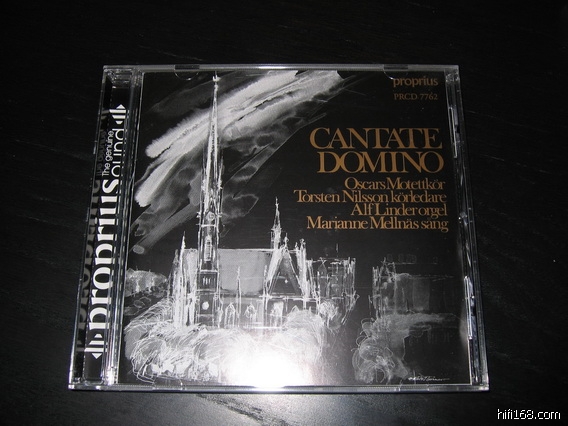 proprius
PRCD 7762
CANTATE
DOMINO
Oscars Motettkör
Torsten Nilsson körledare
Alf Linder orgel
Marianne Mellnäs sång
proprius
The genuine
sound
hifi168.com